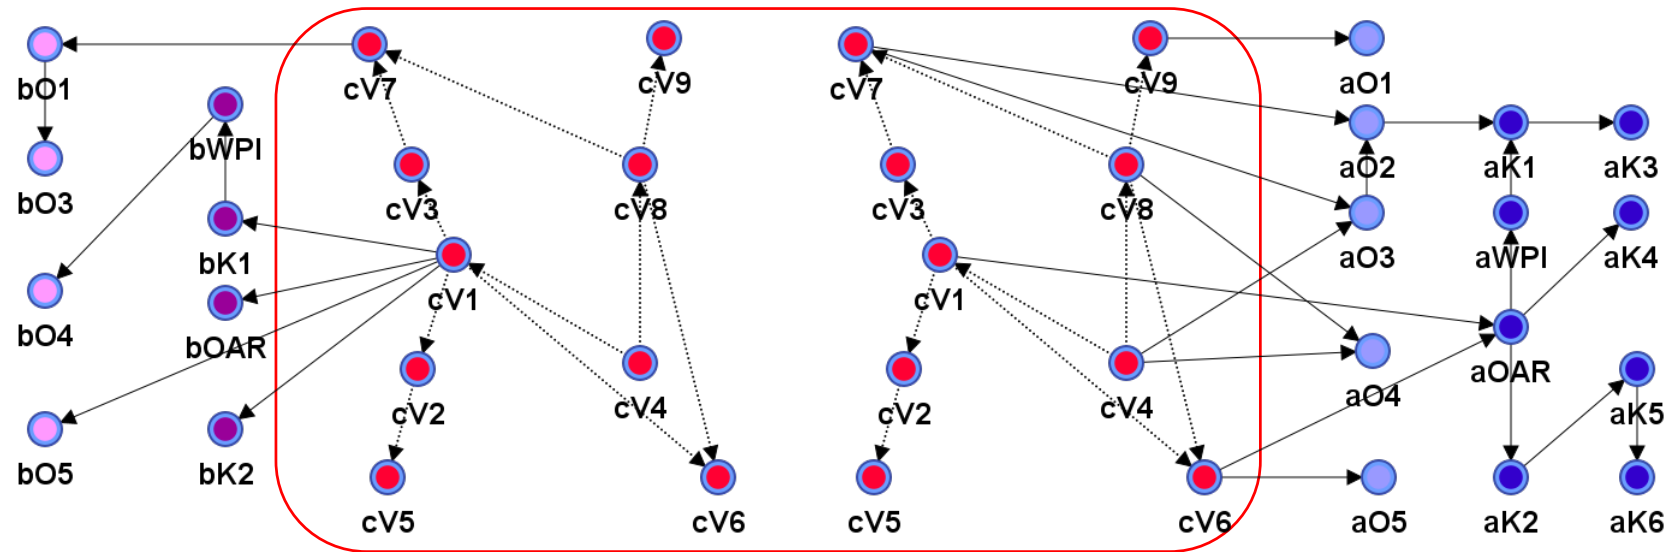 bO1
cV7
cV9
cV7
cV9
aO1
bWPI
bO3
cV3
cV8
cV3
cV8
aO2
aK1
aK3
bK1
aO3
aWPI
aK4
cV1
cV1
bO4
bOAR
aOAR
cV2
cV4
cV2
cV4
aO4
aK5
bO5
bK2
cV5
cV6
cV5
cV6
aO5
aK2
aK6